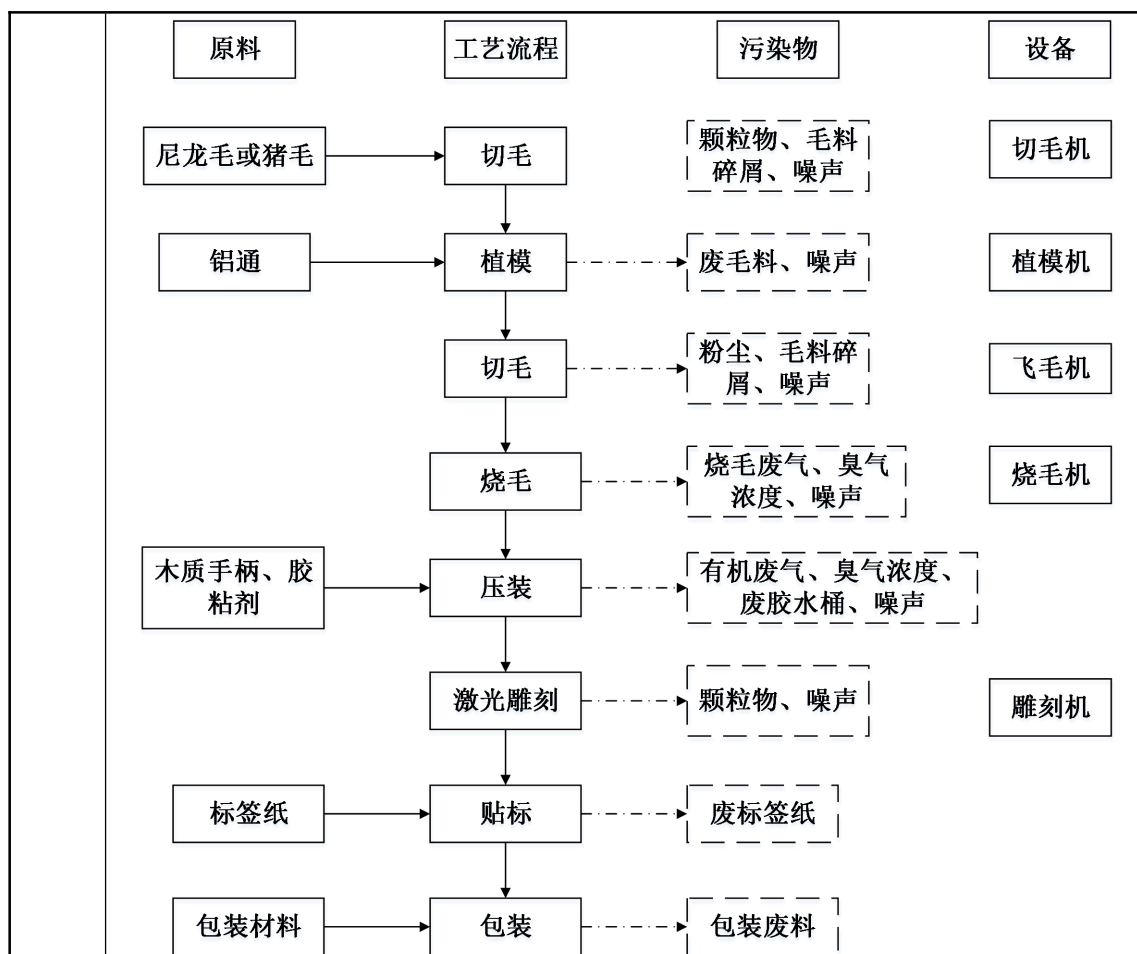 原料 工艺流程 污染物 设备
尼龙毛或猪毛 切毛 颗粒物、毛料
碎屑、噪声 切毛机
铝通 植模 废毛料、噪声 植模机
切毛 粉尘、毛料碎
屑、噪声 飞毛机
烧毛 烧毛废气、臭气
浓度、噪声 烧毛机
木质手柄、胶
粘剂 压装 有机废气、臭气浓度、
废胶水桶、噪声
激光雕刻 颗粒物、噪声 雕刻机
标签纸 贴标 废标签纸
包装材料 包装 包装废料